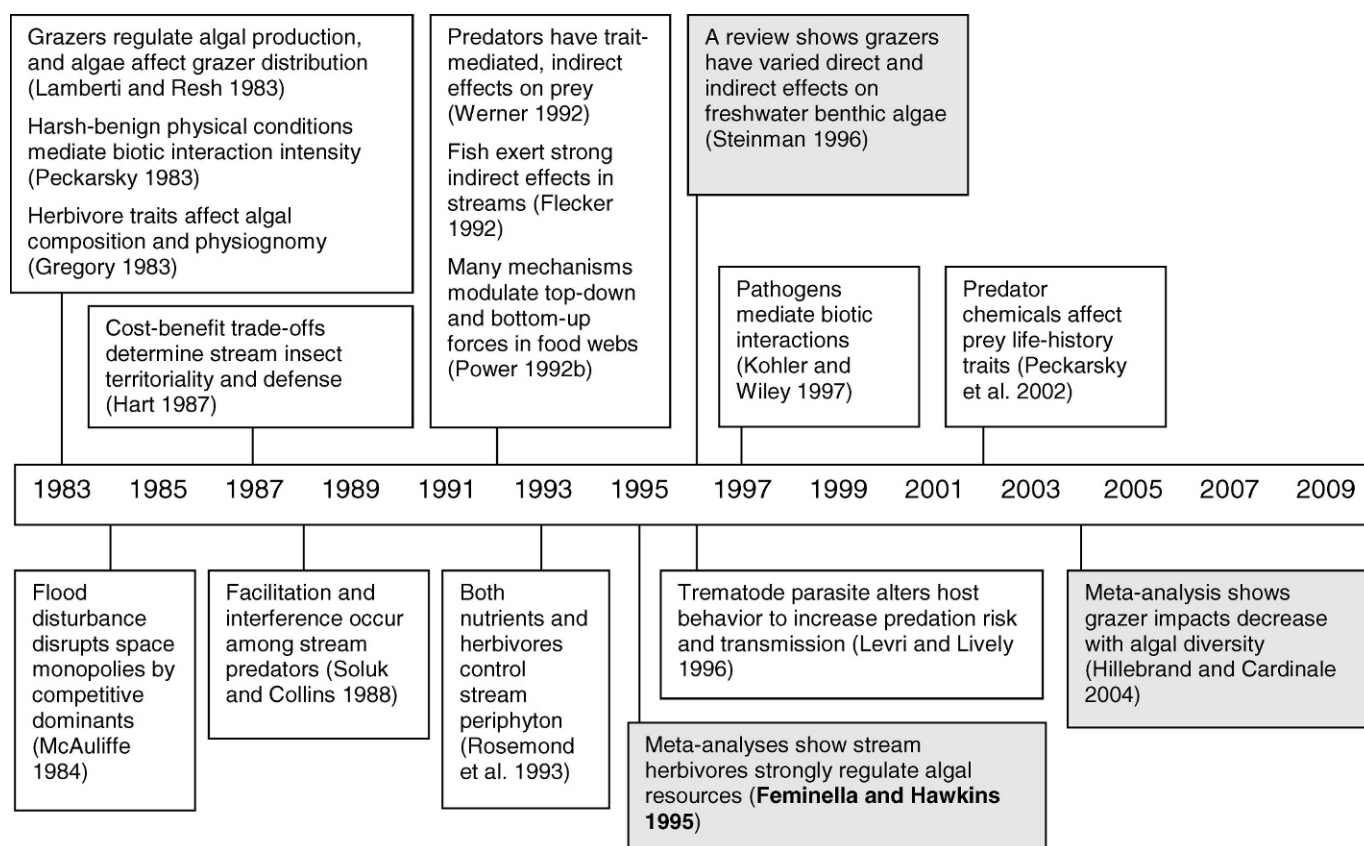 Grazers regulate algal production,
and algae affect grazer distribution
(Lamberti and Resh 1983)
Harsh-benign physical conditions
mediate biotic interaction intensity
(Peckarsky 1983)
Herbivore traits affect algal
composition and physiognomy
(Gregory 1983)
Cost-benefit trade-offs
determine stream insect
territoriality and defense
(Hart 1987)
Predators have trait-
mediated, indirect
effects on prey
(Werner 1992)
Fish exert strong
indirect effects in
streams (Flecker
1992)
Many mechanisms
modulate top-down
and bottom-up
forces in food webs
(Power 1992b)
A review shows grazers
have varied direct and
indirect effects on
freshwater benthic algae
(Steinman 1996)
Pathogens
mediate biotic
interactions
(Kohler and
Wiley 1997)
Predator
chemicals affect
prey life-history
traits (Peckarsky
et al. 2002)
1983 1985 1987 1989 1991 1993 1995 1997 1999 2001 2003 2005 2007 2009
Flood
disturbance
disrupts space
monopolies by
competitive
dominants
(McAuliffe
1984)
Facilitation and
interference occur
among stream
predators (Soluk
and Collins 1988)
Both
nutrients and
herbivores
control
stream
periphyton
(Rosemond
et al. 1993)
Trematode parasite alters host
behavior to increase predation risk
and transmission (Levri and Lively
1996)
Meta-analyses show stream
herbivores strongly regulate algal
resources (Feminella and Hawkins
1995)
Meta-analysis shows
grazer impacts decrease
with algal diversity
(Hillebrand and Cardinale
2004)